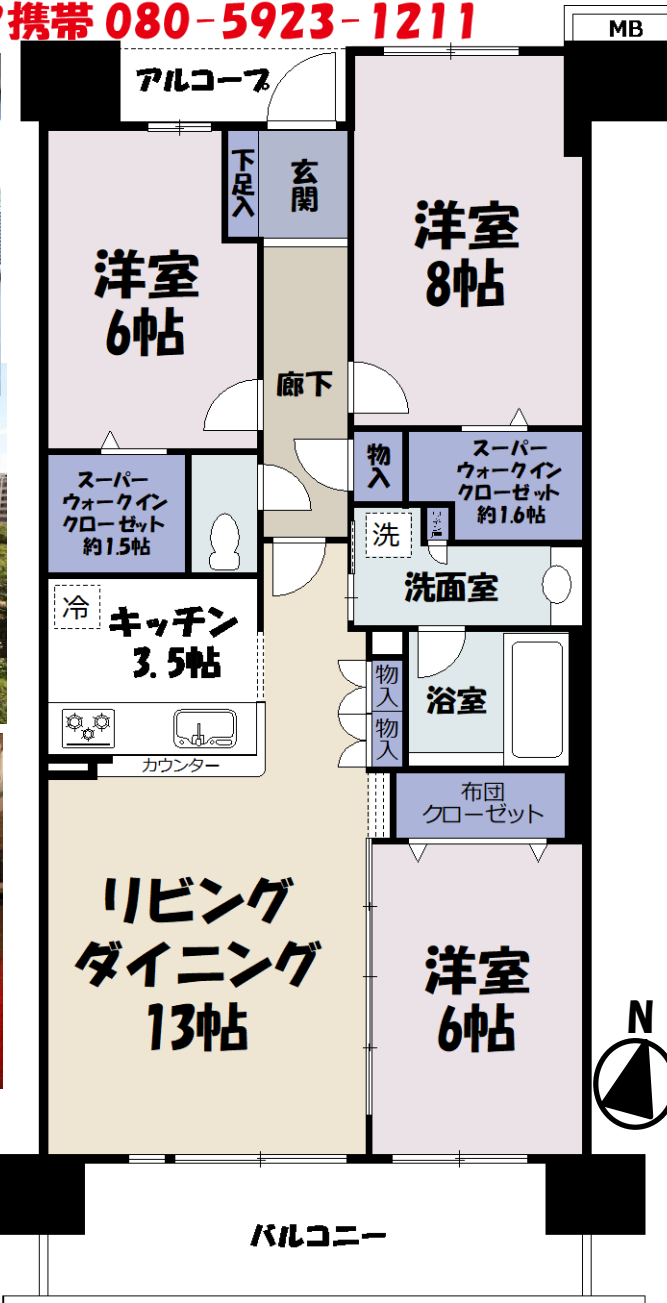 携帯 080-5923-1211
MB
アルコーブ
下足入
玄関
洋室
8帖
洋室
6帖
廊下
物入
スーパー
ウォークイン
クローゼット
約1.6帖
スーパー
ウォークイン
クローゼット
約1.5帖
洗
洗面室
冷
キッチン
3.5帖
物入
物入
浴室
カウンター
布団
クローゼット
リビング
ダイニング
13帖
洋室
6帖
N
バルコニー